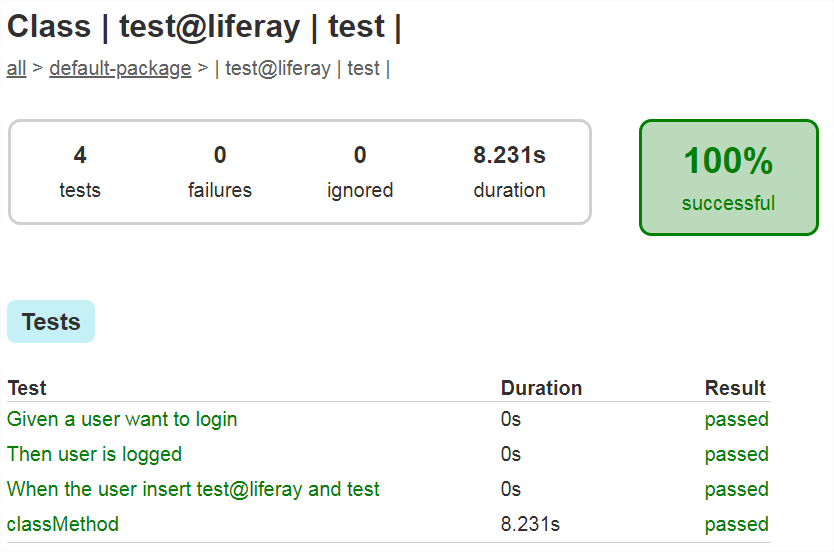 Class | test@liferay | test |
all > default-package > | test@liferay | test |
4 0 0 8.231s
tests failures ignored duration
100%
successful
Tests
Test Duration Result
Given a user want to login 0s passed
Then user is logged 0s passed
When the user insert test@liferay and test 0s passed
classMethod 8.231s passed